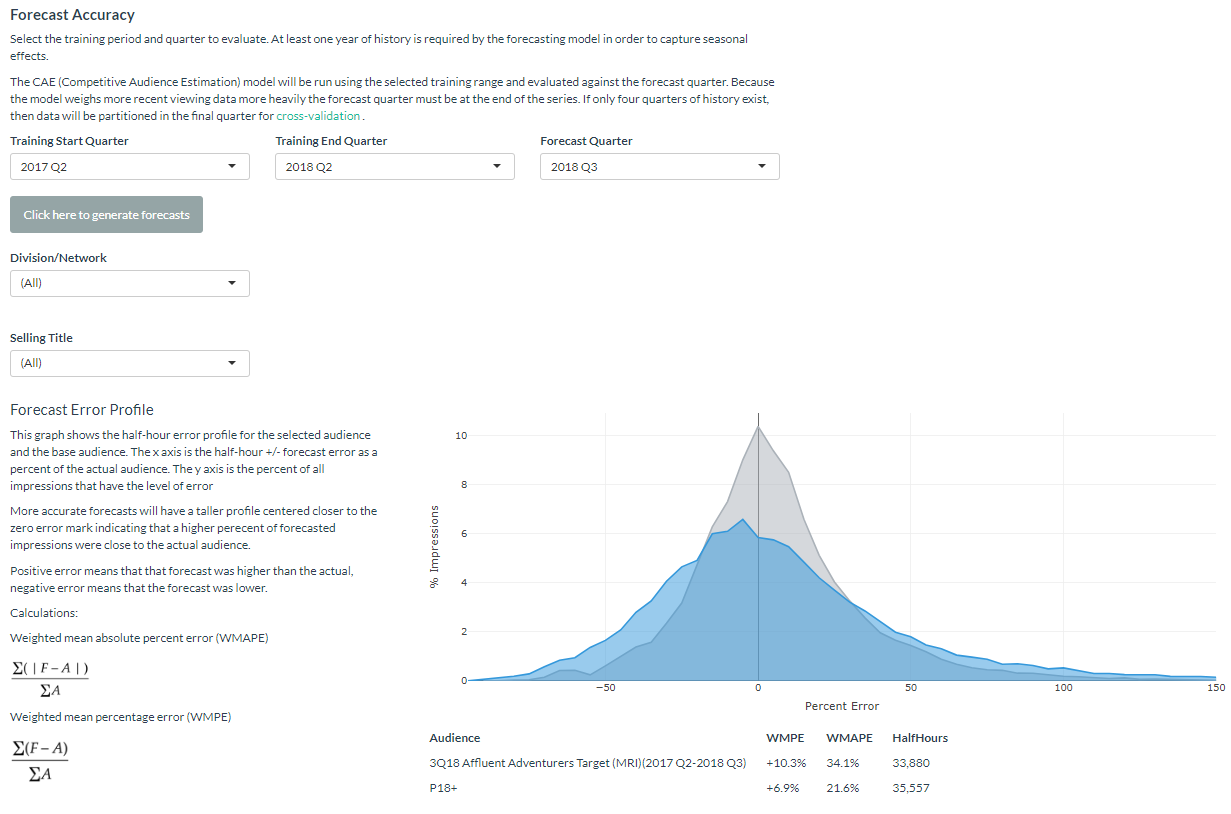 Forecast Accuracy
Select the training period and quarter to evaluate. At least one year of history is required by the forecasting model in order to capture seasonal
effects.
The CAE (Competitive Audience Estimation) model will be run using the selected training range and evaluated against the forecast quarter. Because
the model weighs more recent viewing data more heavily the forecast quarter must be at the end of the series. If only four quarters of history exist,
then data will be partitioned in the final quarter for cross-validation .
Training Start Quarter
Training End Quarter
Forecast Quarter
2017 Q2
2018 Q2
2018 Q3
Click here to generate forecasts
Division/Network
(All)
Selling Title
(All)
Forecast Error Profile
This graph shows the half-hour error profile for the selected audience
and the base audience. The x axis is the half-hour +/- forecast error as a
percent of the actual audience. The y axis is the percent of all
impressions that have the level of error
More accurate forecasts will have a taller profile centered closer to the
zero error mark indicating that a higher perecent of forecasted
impressions were close to the actual audience.
Positive error means that that forecast was higher than the actual,
negative error means that the forecast was lower.
Calculations:
Weighted mean absolute percent error (WMAPE)
Σ( | F – A | )
ΣA
Weighted mean percentage error (WMPE)
Σ(F – A)
ΣA
% Impressions
10
8
6
4
2
0
−50
0
50
100
150
Percent Error
Audience WMPE WMAPE HalfHours
3Q18 Affluent Adventurers Target (MRI)(2017 Q2-2018 Q3) +10.3% 34.1% 33,880
P18+ +6.9% 21.6% 35,557